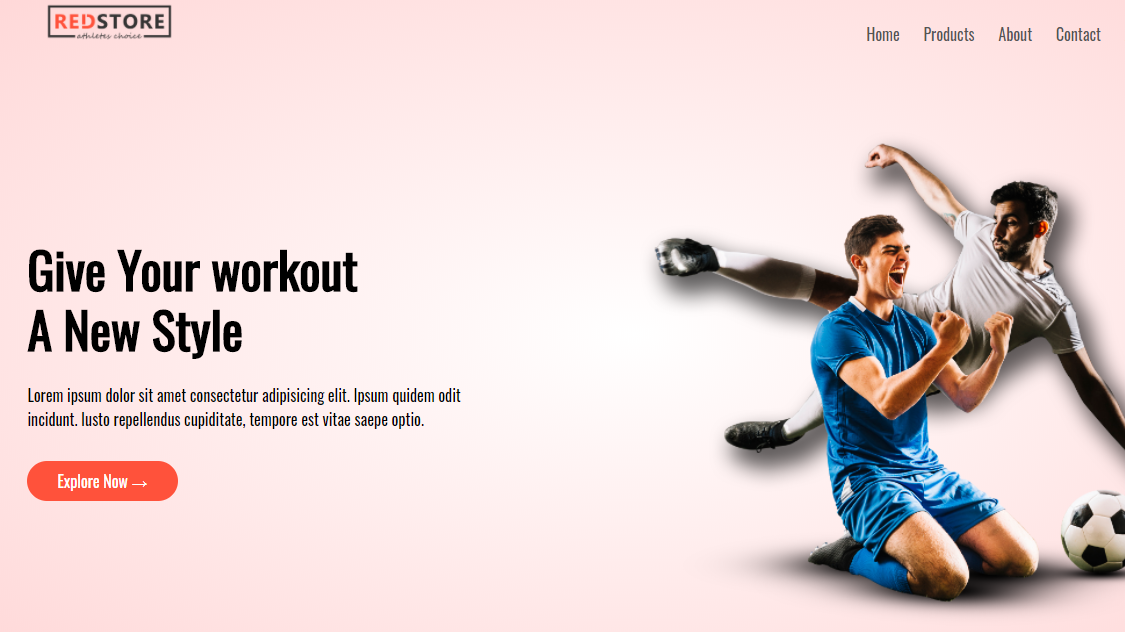 REDSTORE
athletes choice
Home Products About Contact
Give Your workout
A New Style
Lorem ipsum dolor sit amet consectetur adipisicing elit. Ipsum quidem odit
incidunt. Iusto repellendus cupiditate, tempore est vitae saepe optio.
Explore Now →